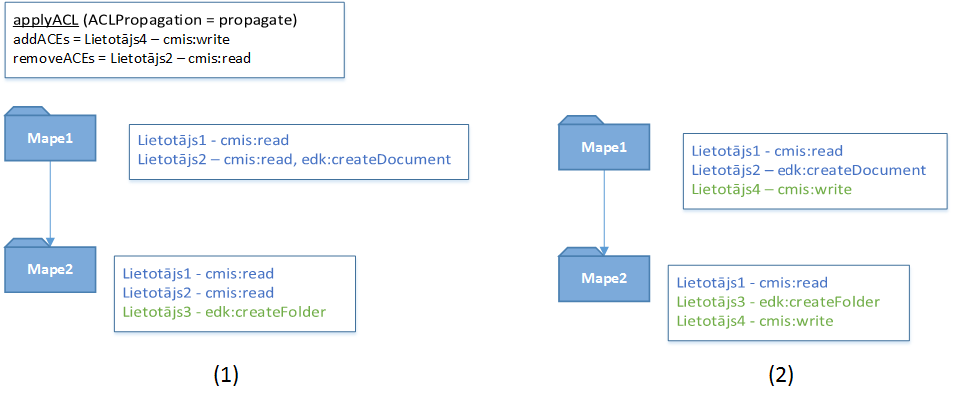 applyACL (ACLPropagation = propagate)
addACEs = Lietotājs4 – cmis:write
removeACEs = Lietotājs2 – cmis:read
Mape1
Lietotājs1 - cmis:read
Lietotājs2 – cmis:read, edk:createDocument
Mape2
Lietotājs1 - cmis:read
Lietotājs2 - cmis:read
Lietotājs3 - edk:createFolder
(1)
Mape1
Lietotājs1 - cmis:read
Lietotājs2 – edk:createDocument
Lietotājs4 – cmis:write
Mape2
Lietotājs1 - cmis:read
Lietotājs3 - edk:createFolder
Lietotājs4 - cmis:write
(2)